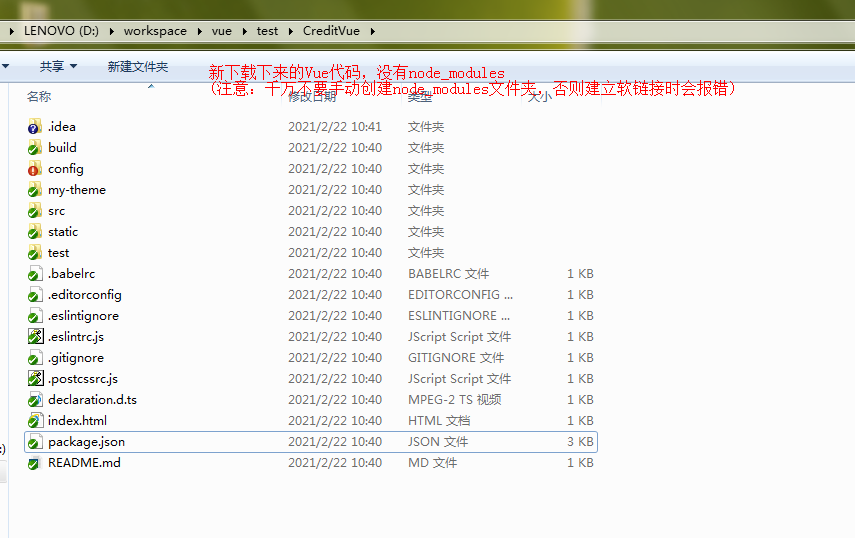 LENOVO (D:) workspace vue test CreditVue
共享 新建文件夹
新下载下来的Vue代码，没有node_modules
(注意：千万不要手动创建node_modules文件夹，否则建立软链接时会报错)
名称 修改日期 类型 大小
.idea 2021/2/22 10:41 文件夹
build 2021/2/22 10:40 文件夹
config 2021/2/22 10:40 文件夹
my-theme 2021/2/22 10:40 文件夹
src 2021/2/22 10:40 文件夹
static 2021/2/22 10:40 文件夹
test 2021/2/22 10:40 文件夹
.babelrc 2021/2/22 10:40 BABELRC 文件 1 KB
.editorconfig 2021/2/22 10:40 EDITORCONFIG ... 1 KB
.eslintignore 2021/2/22 10:40 ESLINTIGNORE ... 1 KB
.eslintrc.js 2021/2/22 10:40 JScript Script 文件 1 KB
.gitignore 2021/2/22 10:40 GITIGNORE 文件 1 KB
.postcssrc.js 2021/2/22 10:40 JScript Script 文件 1 KB
declaration.d.ts 2021/2/22 10:40 MPEG-2 TS 视频 1 KB
index.html 2021/2/22 10:40 HTML 文档 1 KB
package.json 2021/2/22 10:40 JSON 文件 3 KB
:)
README.md 2021/2/22 10:40 MD 文件 1 KB